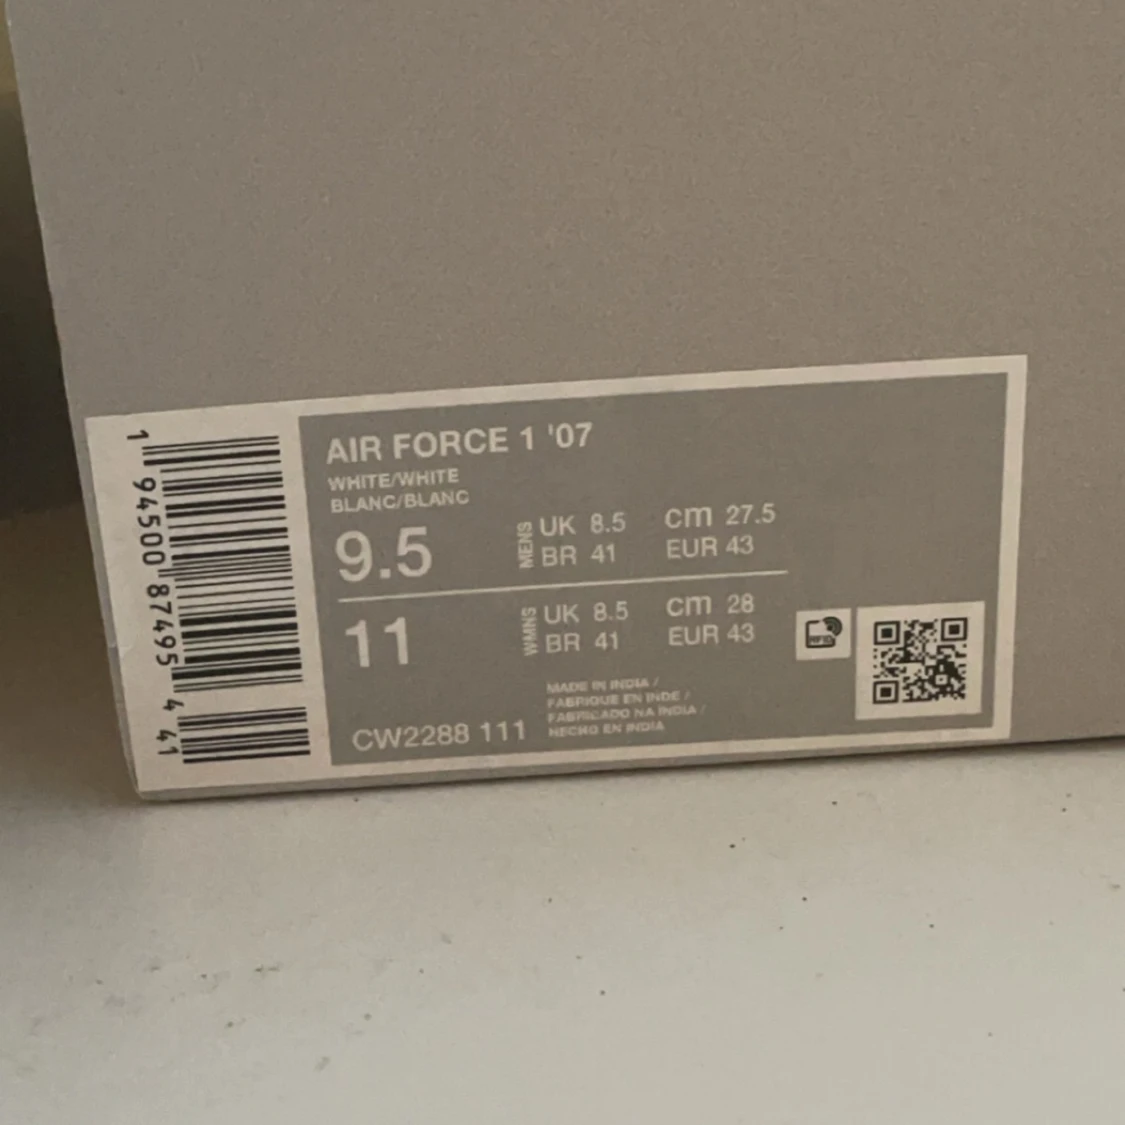 AIR FORCE 1 '07
WHITE/WHITE
BLANC/BLANC
9.5
MENS
UK 8.5 cm 27.5
BR 41 EUR 43
11
WMNS
UK 8.5 cm 28
BR 41 EUR 43
MADE IN INDIA /
FABRIQUE EN INDE /
FABRICADO NA INDIA /
HECHO EN INDIA
CW2288 111
1 94500 87495 4 41
RFID